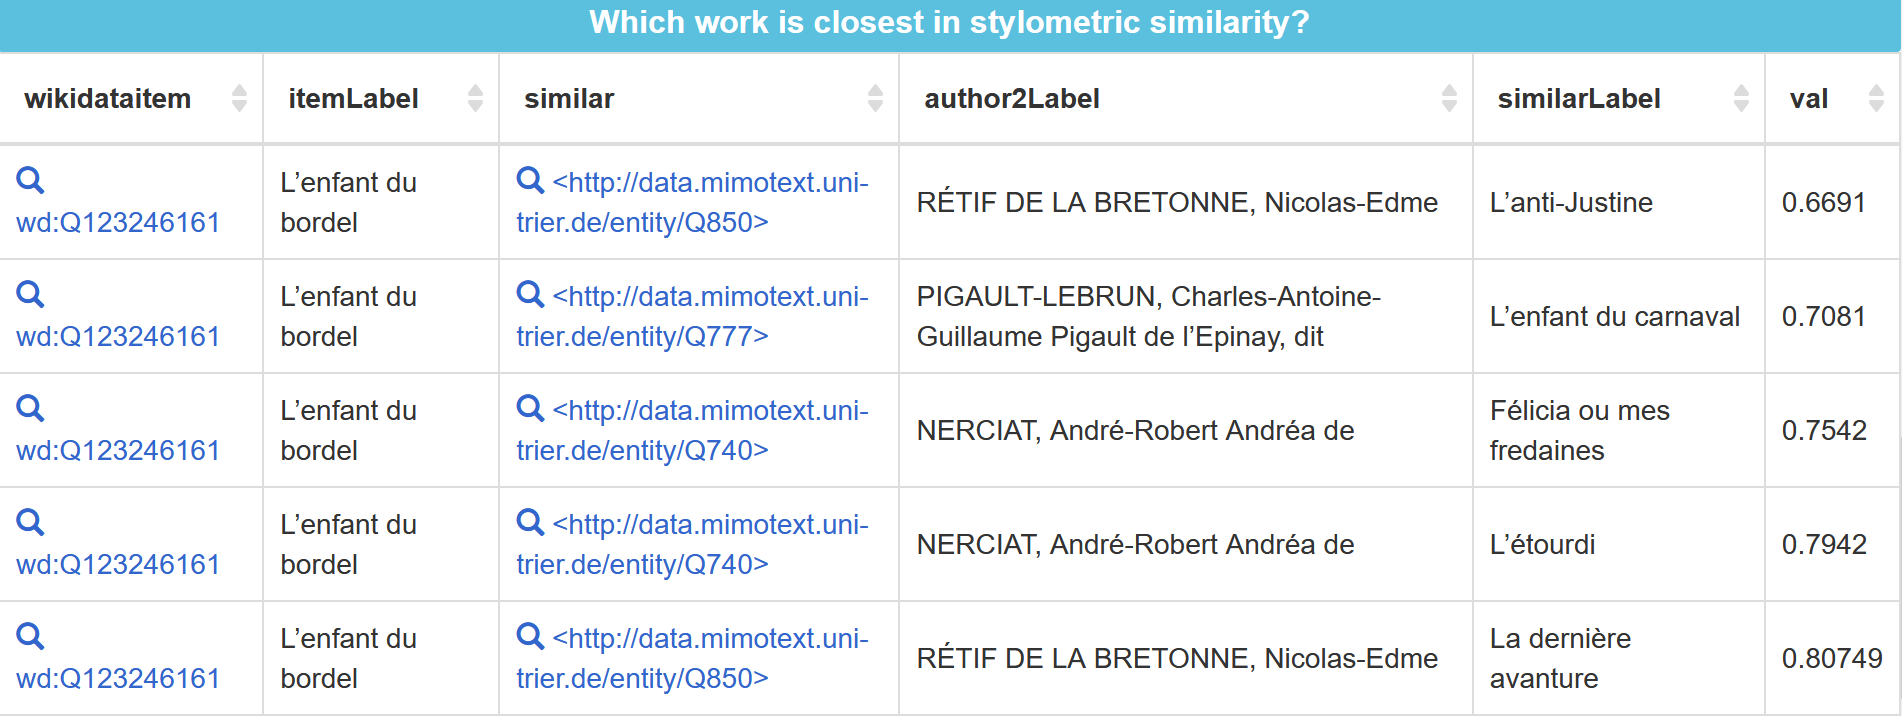 Which work is closest in stylometric similarity?
wikidataitem itemLabel similar author2Label similarLabel val
wd:Q123246161 L’enfant du bordel <http://data.mimotext.uni-trier.de/entity/Q850> RÉTIF DE LA BRETONNE, Nicolas-Edme L’anti-Justine 0.6691
wd:Q123246161 L’enfant du bordel <http://data.mimotext.uni-trier.de/entity/Q777> PIGAULT-LEBRUN, Charles-Antoine-Guillaume Pigault de l’Epinay, dit L’enfant du carnaval 0.7081
wd:Q123246161 L’enfant du bordel <http://data.mimotext.uni-trier.de/entity/Q740> NERCIAT, André-Robert Andréa de Félicia ou mes fredaines 0.7542
wd:Q123246161 L’enfant du bordel <http://data.mimotext.uni-trier.de/entity/Q740> NERCIAT, André-Robert Andréa de L’étourdi 0.7942
wd:Q123246161 L’enfant du bordel <http://data.mimotext.uni-trier.de/entity/Q850> RÉTIF DE LA BRETONNE, Nicolas-Edme La dernière avanture 0.80749